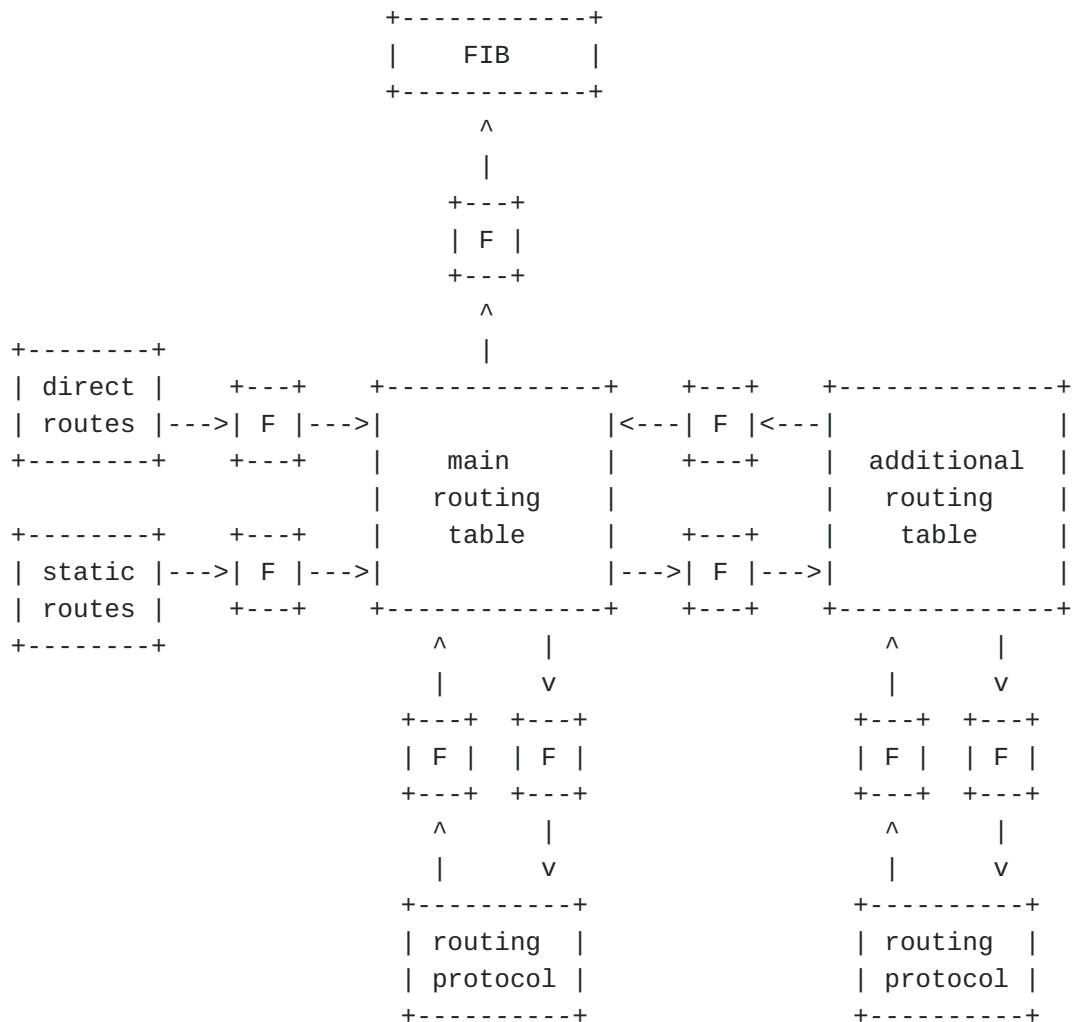 +------------+
|    FIB     |
+------------+
^
|
+---+
| F |
+---+
^
+--------+                    |
| direct |    +---+    +--------------+    +---+    +--------------+
| routes |--->| F |--->|              |<---| F |<---|              |
+--------+    +---+    |     main     |    +---+    |  additional  |
|   routing    |             |   routing    |
+--------+    +---+    |    table     |    +---+    |    table     |
| static |--->| F |--->|              |--->| F |--->|              |
| routes |    +---+    +--------------+    +---+    +--------------+
+--------+                 ^      |                     ^      |
|      v                     |      v
+---+  +---+                 +---+  +---+
| F |  | F |                 | F |  | F |
+---+  +---+                 +---+  +---+
^      |                     ^      |
|      v                     |      v
+----------+                 +----------+
| routing  |                 | routing  |
| protocol |                 | protocol |
+----------+                 +----------+